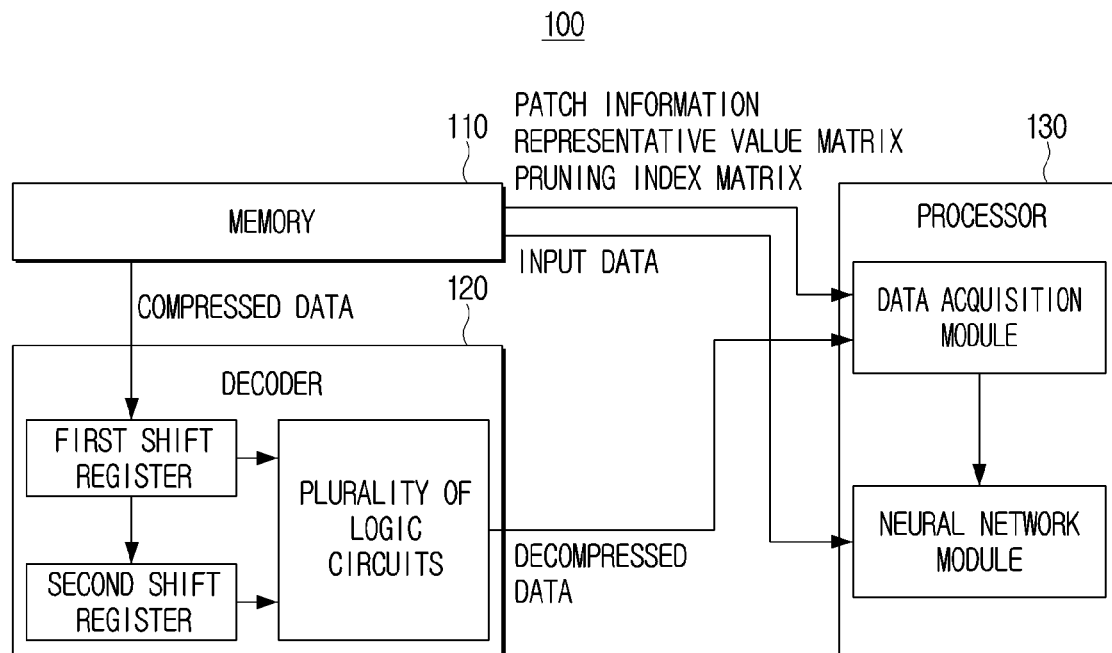 100
PATCH INFORMATION
REPRESENTATIVE VALUE MATRIX
PRUNING INDEX MATRIX
110
130
MEMORY
PROCESSOR
INPUT DATA
120
COMPRESSED DATA
DATA ACQUISITION
MODULE
DECODER
FIRST SHIFT
REGISTER
PLURALITY OF
LOGIC
CIRCUITS
DECOMPRESSED
DATA
NEURAL NETWORK
MODULE
SECOND SHIFT
REGISTER